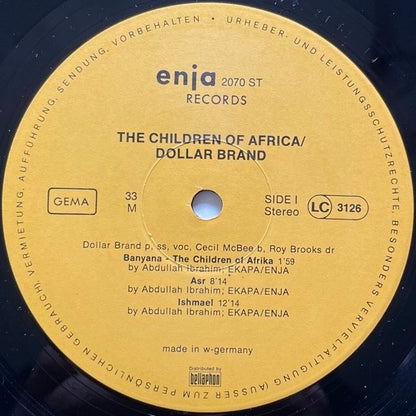 URHEBER- UND LEISTUNGSSCHUTZRECHTE, BESONDERS VERVIELFÄLTIGUNG (AUSSER ZUM PERSÖNLICHEN GEBRAUCH), VERMIETUNG, AUFFÜHRUNG, SENDUNG, VORBEHALTEN •
enja 2070 ST
RECORDS
THE CHILDREN OF AFRICA/
DOLLAR BRAND
GEMA
33
M
SIDE I
Stereo
LC 3126
Dollar Brand p, ss, voc, Cecil McBee b, Roy Brooks dr
Banyana - The Children of Afrika 1'59
by Abdullah Ibrahim; EKAPA/ENJA
Asr 8'14
by Abdullah Ibrahim; EKAPA/ENJA
Ishmael 12'14
by Abdullah Ibrahim; EKAPA/ENJA
made in w-germany
Distributed by
bellaphon